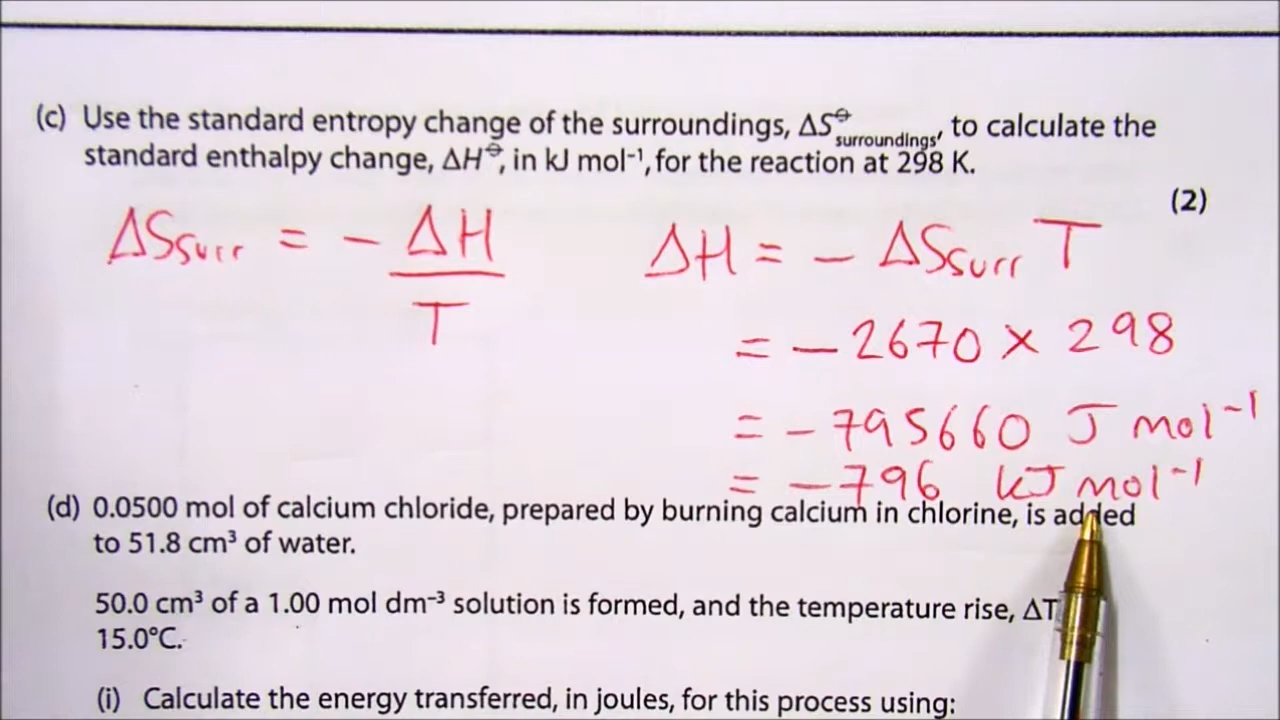 (c) Use the standard entropy change of the surroundings, ΔS⦵surroundings, to calculate the
standard enthalpy change, ΔH⦵, in kJ mol⁻¹, for the reaction at 298 K.
(2)
ΔSsurr = − ΔH/T
ΔH = − ΔSsurr T
= − 2670 × 298
= − 795660 J mol⁻¹
= − 796 kJ mol⁻¹
(d) 0.0500 mol of calcium chloride, prepared by burning calcium in chlorine, is added
to 51.8 cm³ of water.
50.0 cm³ of a 1.00 mol dm⁻³ solution is formed, and the temperature rise, ΔT
15.0°C.
(i) Calculate the energy transferred, in joules, for this process using: